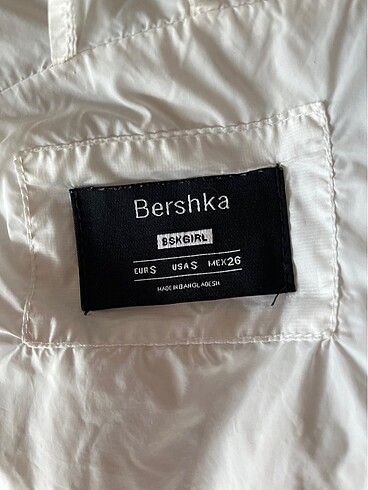 Bershka
BSKGIRL
EUR S USA S MEX 26
MADE IN BANGLADESH